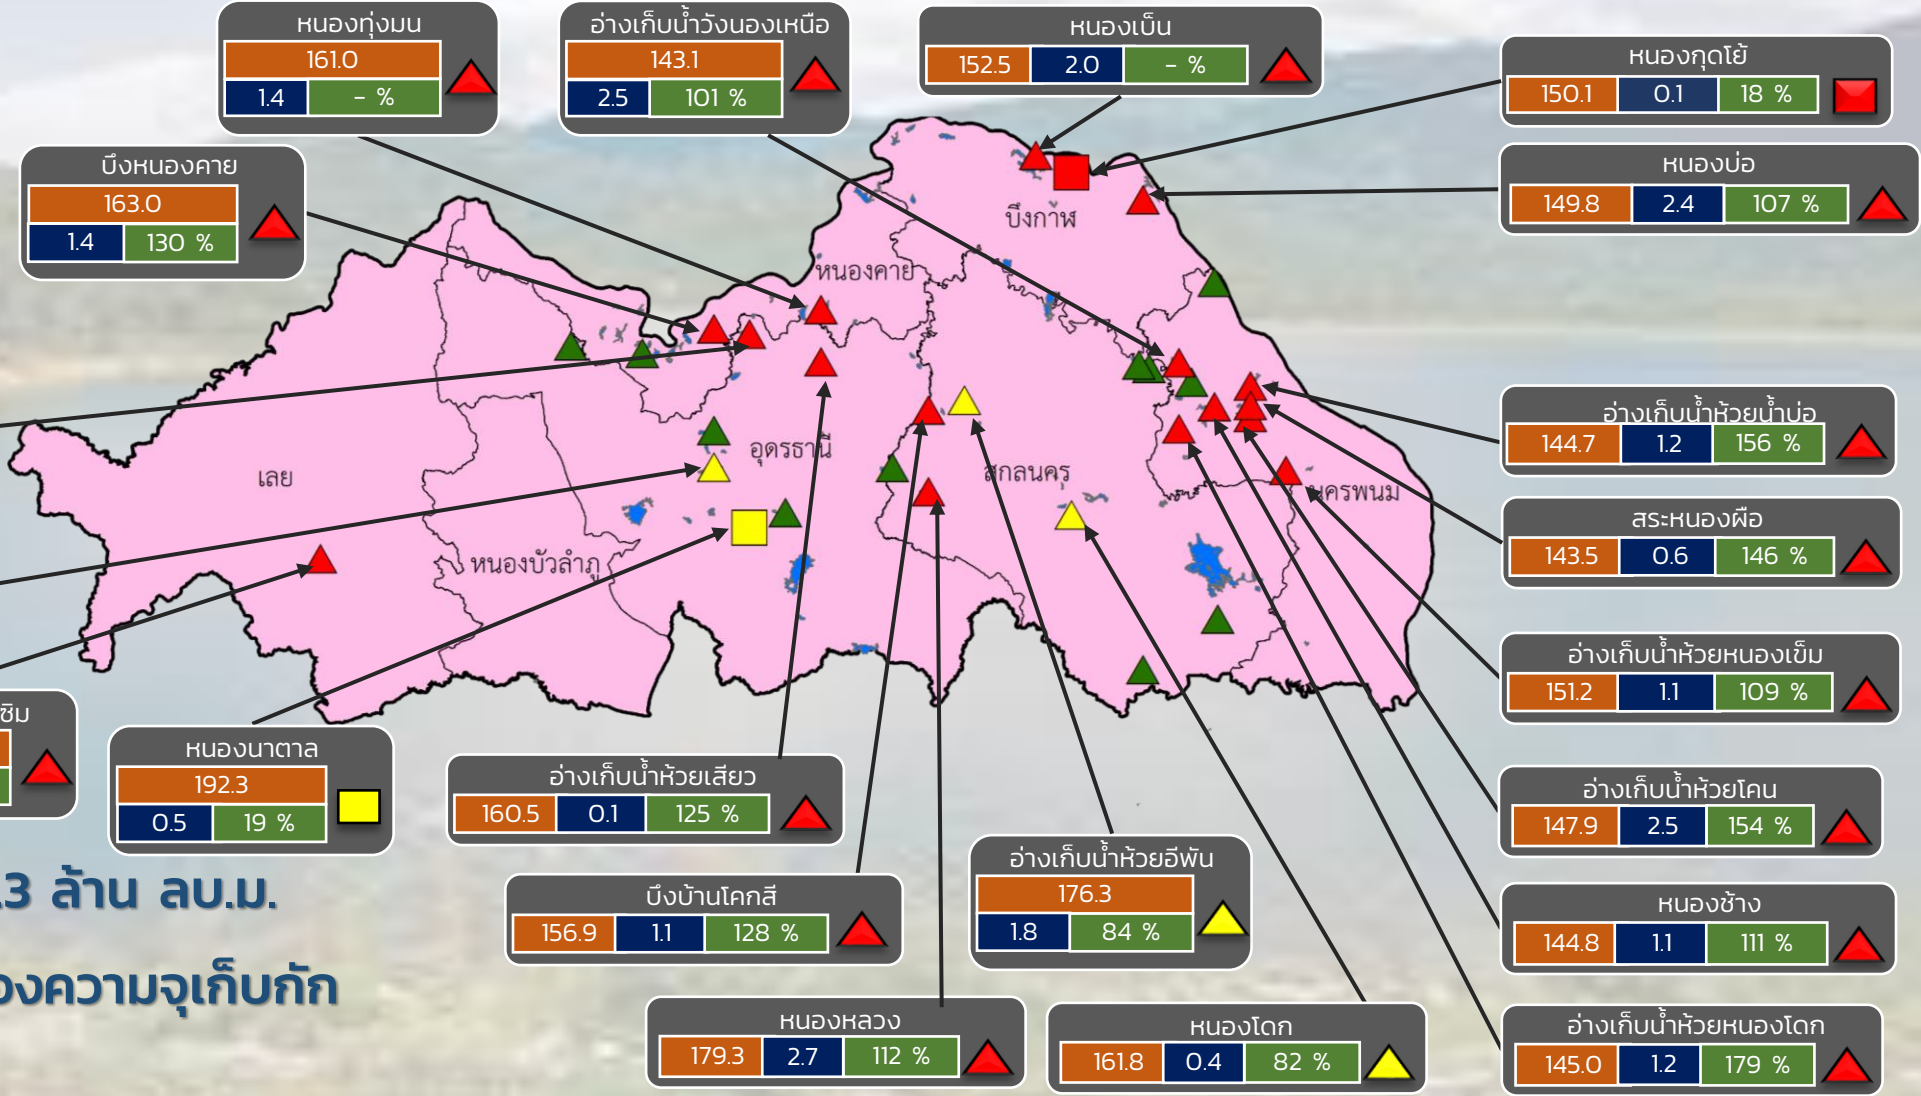 หนองทุ่งมน
161.0
1.4 - %
อ่างเก็บน้ำวังนองเหนือ
143.1
2.5 101 %
หนองเบ็น
152.5 2.0 - %
หนองกุดโย้
150.1 0.1 18 %
หนองบ่อ
149.8 2.4 107 %
บึงหนองคาย
163.0
1.4 130 %
บึงกาฬ
หนองคาย
อุดรธานี
เลย
สกลนคร
นครพนม
หนองบัวลำภู
อ่างเก็บน้ำห้วยน้ำบ่อ
144.7 1.2 156 %
สระหนองผือ
143.5 0.6 146 %
อ่างเก็บน้ำห้วยหนองเข็ม
151.2 1.1 109 %
ซิม
หนองนาตาล
192.3
0.5 19 %
อ่างเก็บน้ำห้วยเสียว
160.5 0.1 125 %
อ่างเก็บน้ำห้วยโคน
147.9 2.5 154 %
อ่างเก็บน้ำห้วยอีพัน
176.3
1.8 84 %
บึงบ้านโคกสี
156.9 1.1 128 %
หนองช้าง
144.8 1.1 111 %
.3 ล้าน ลบ.ม.
องความจุเก็บกัก
หนองหลวง
179.3 2.7 112 %
หนองโดก
161.8 0.4 82 %
อ่างเก็บน้ำห้วยหนองโดก
145.0 1.2 179 %